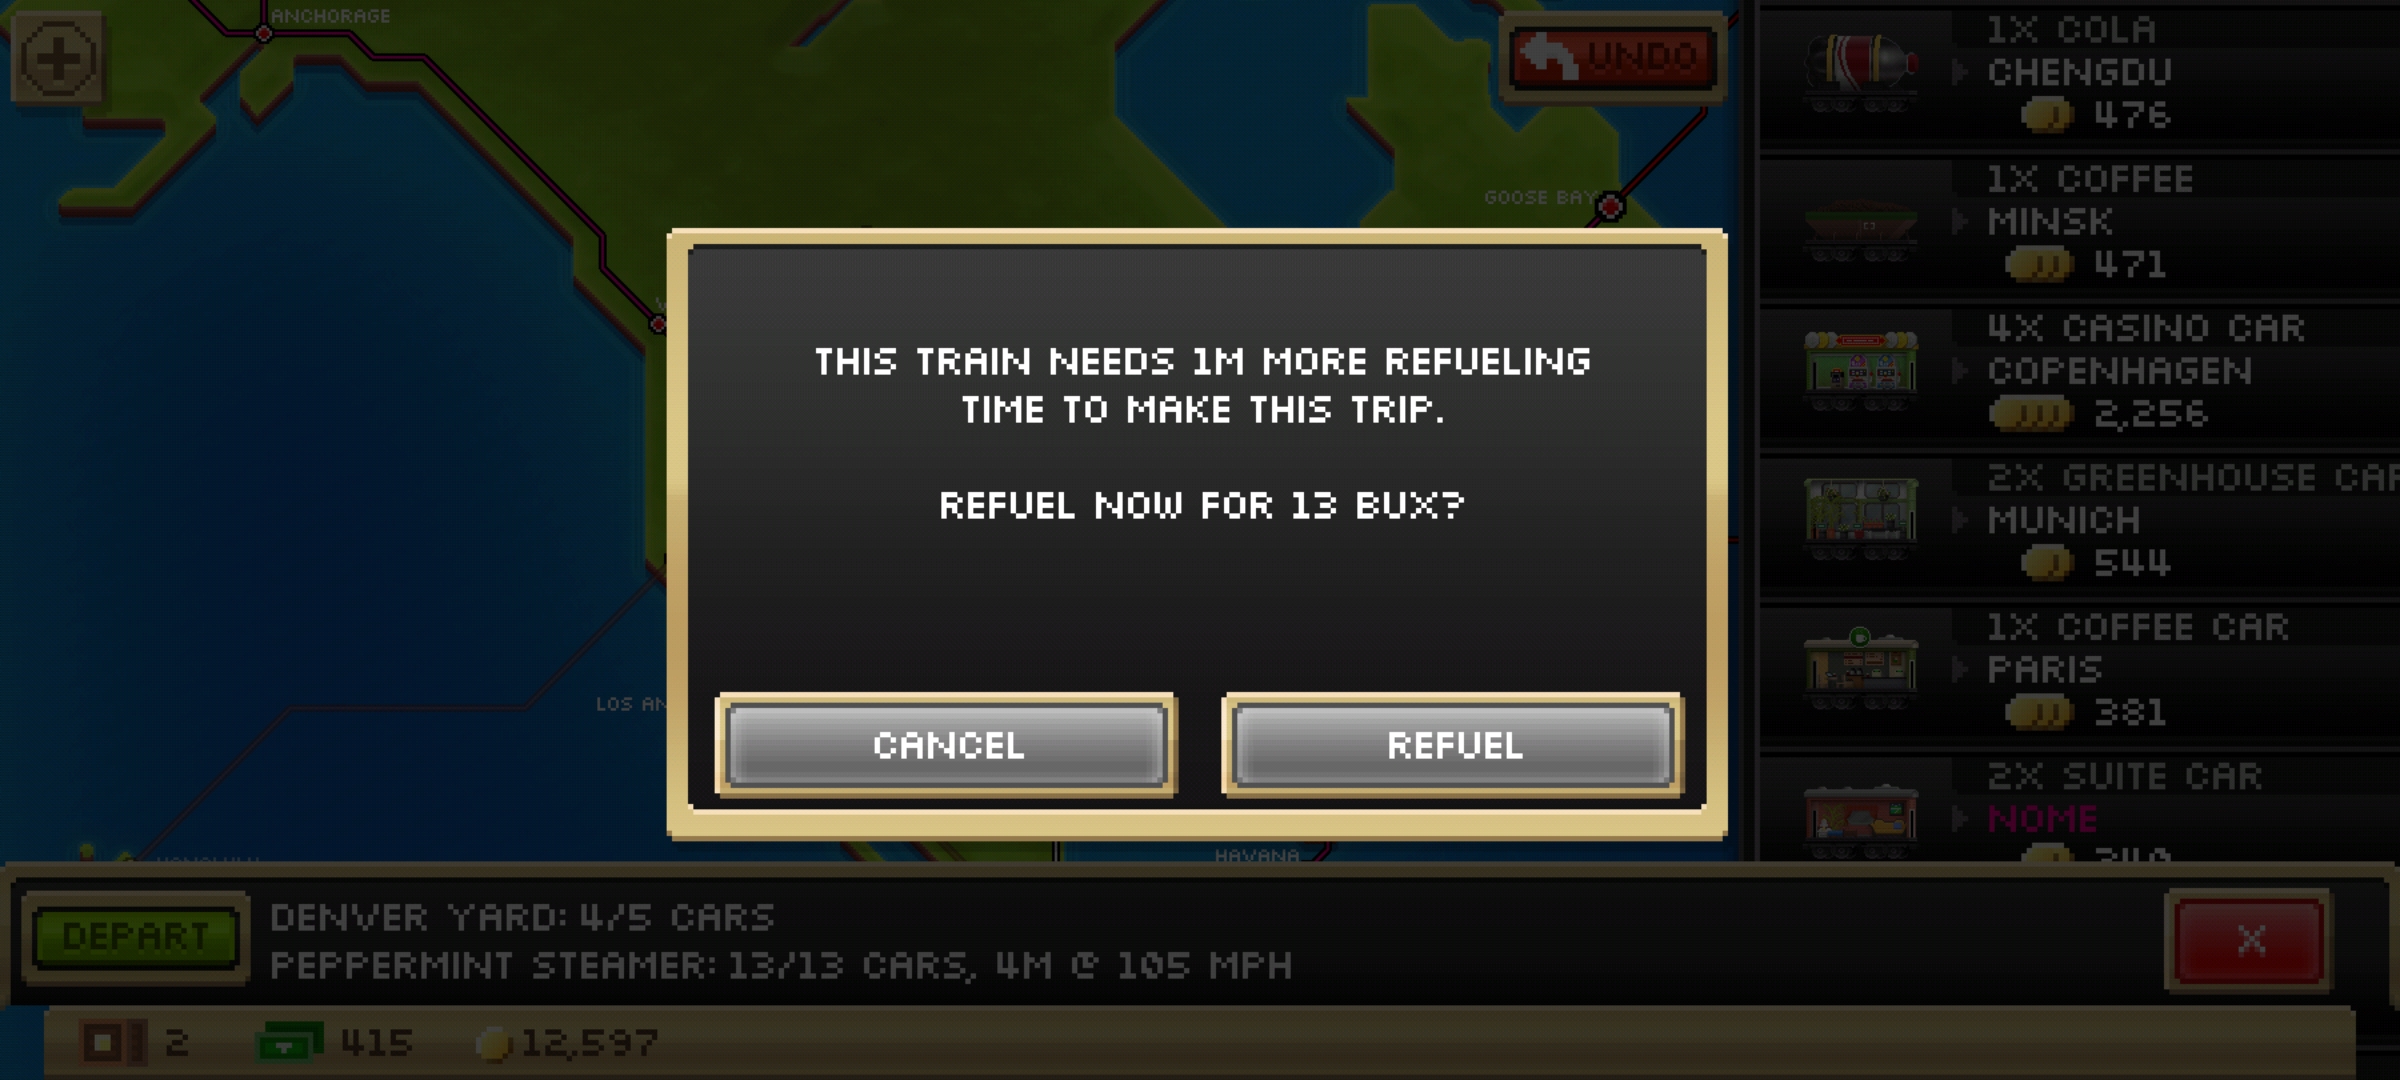 ANCHORAGE
UNDO
GOOSE BAY
LOS AN
HAVANA
1X COLA
CHENGDU
476
1X COFFEE
MINSK
471
4X CASINO CAR
COPENHAGEN
2,256
2X GREENHOUSE CAR
MUNICH
544
1X COFFEE CAR
PARIS
381
2X SUITE CAR
NOME
THIS TRAIN NEEDS 1M MORE REFUELING
TIME TO MAKE THIS TRIP.
REFUEL NOW FOR 13 BUX?
CANCEL
REFUEL
DEPART
DENVER YARD: 4/5 CARS
PEPPERMINT STEAMER: 13/13 CARS, 4M @ 105 MPH
X
2
415
12,597